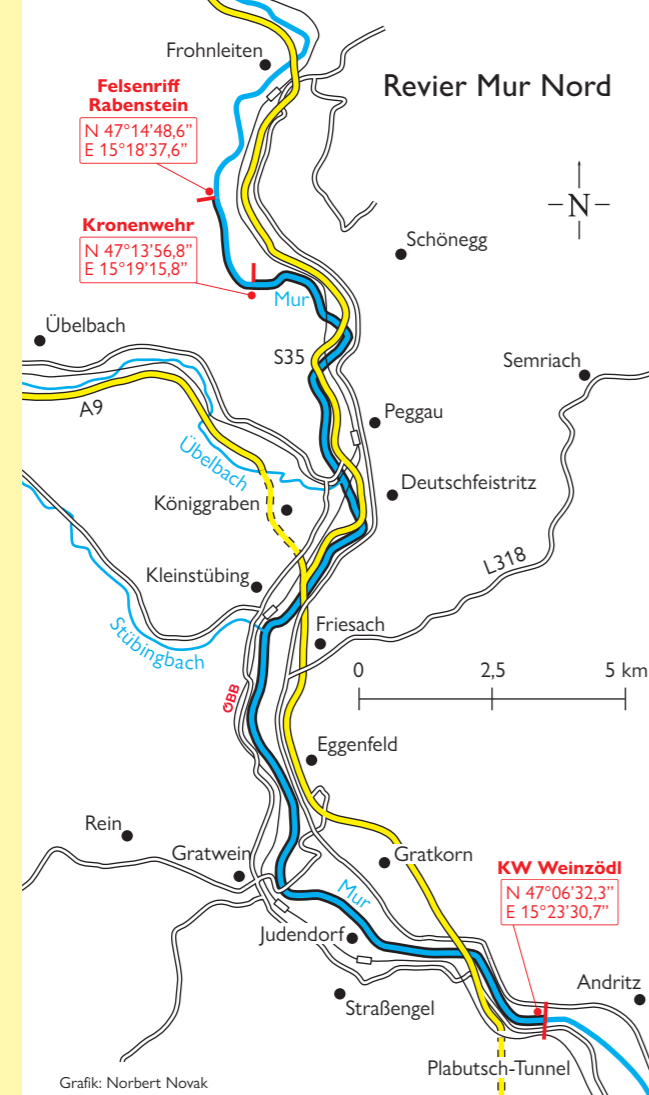 Frohnleiten
Revier Mur Nord
Felsenriff
Rabenstein
N 47°14’48,6”
E 15°18’37,6”
N
Kronenwehr
N 47°13’56,8”
E 15°19’15,8”
Schönegg
Mur
Übelbach
S35
Semriach
A9
Peggau
Übelbach
Deutschfeistritz
Königgraben
L318
Kleinstübing
Friesach
Stübingbach
0 2,5 5 km
ÖBB
Eggenfeld
Rein
Gratwein
Gratkorn
KW Weinzödl
N 47°06’32,3”
E 15°23’30,7”
Mur
Judendorf
Andritz
Straßengel
Plabutsch-Tunnel
Grafik: Norbert Novak